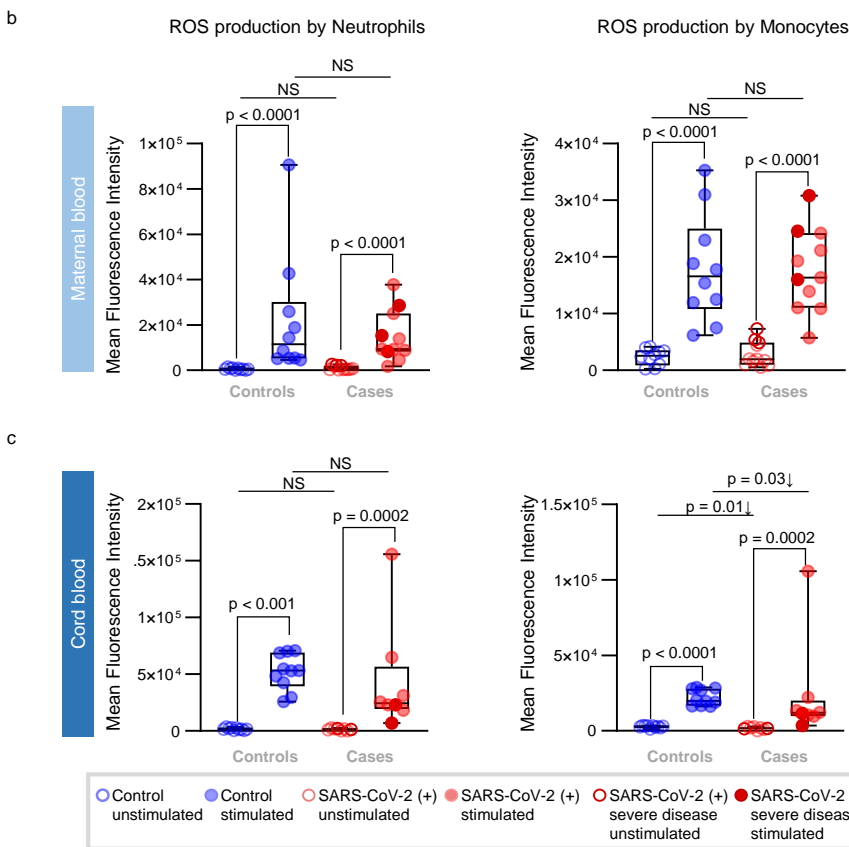 b
ROS production by Neutrophils
ROS production by Monocytes
Maternal blood
Mean Fluorescence Intensity
1×10⁵
8×10⁴
6×10⁴
4×10⁴
2×10⁴
0
NS
NS
p < 0.0001
p < 0.0001
Controls
Cases
Mean Fluorescence Intensity
4×10⁴
3×10⁴
2×10⁴
1×10⁴
0
NS
NS
p < 0.0001
p < 0.0001
Controls
Cases
c
Cord blood
Mean Fluorescence Intensity
2×10⁵
.5×10⁵
1×10⁵
5×10⁴
0
NS
NS
p = 0.0002
p < 0.001
Controls
Cases
Mean Fluorescence Intensity
1.5×10⁵
1×10⁵
5×10⁴
0
p = 0.03↓
p = 0.01↓
p = 0.0002
p < 0.0001
Controls
Cases
Control
unstimulated
Control
stimulated
SARS-CoV-2 (+)
unstimulated
SARS-CoV-2 (+)
stimulated
SARS-CoV-2 (+)
severe disease
unstimulated
SARS-CoV-2
severe disease
stimulated